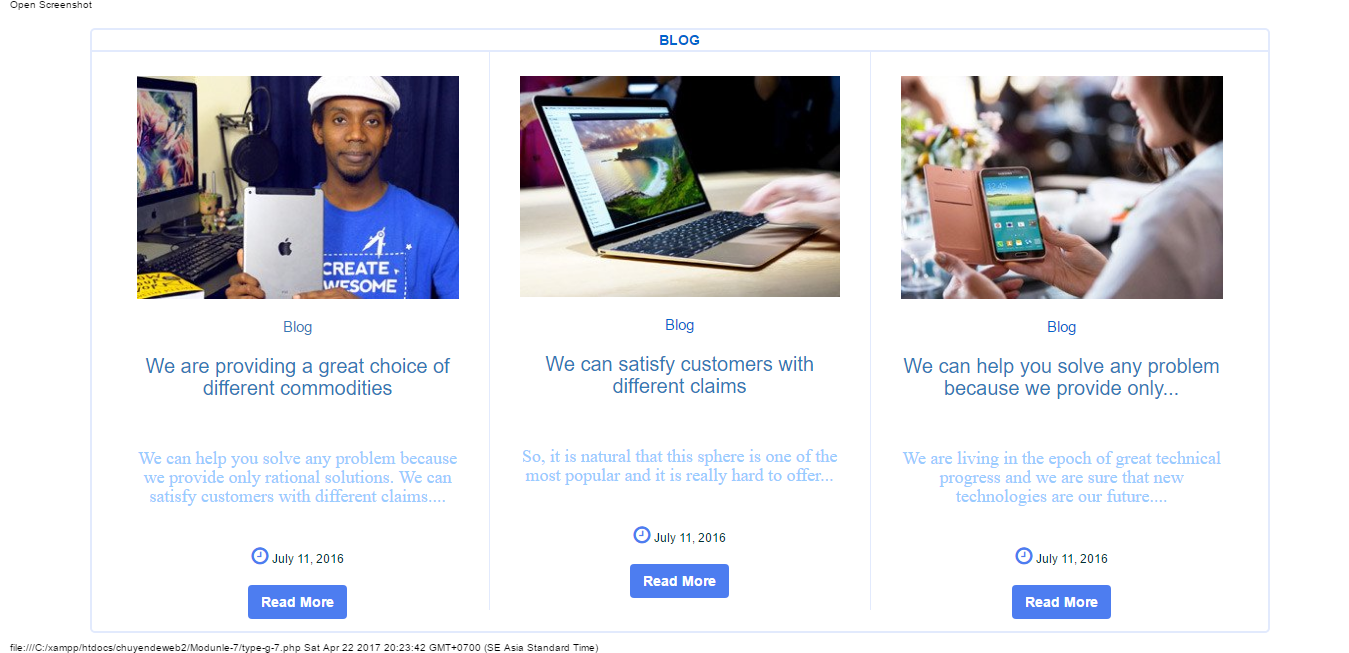 Open Screenshot
BLOG
CREATE
AWESOME
Blog
We are providing a great choice of
different commodities
We can help you solve any problem because
we provide only rational solutions. We can
satisfy customers with different claims....
July 11, 2016
Read More
Blog
We can satisfy customers with
different claims
So, it is natural that this sphere is one of the
most popular and it is really hard to offer...
July 11, 2016
Read More
Blog
We can help you solve any problem
because we provide only...
We are living in the epoch of great technical
progress and we are sure that new
technologies are our future....
July 11, 2016
Read More
file:///C:/xampp/htdocs/chuyendeweb2/Modunle-7/type-g-7.php Sat Apr 22 2017 20:23:42 GMT+0700 (SE Asia Standard Time)